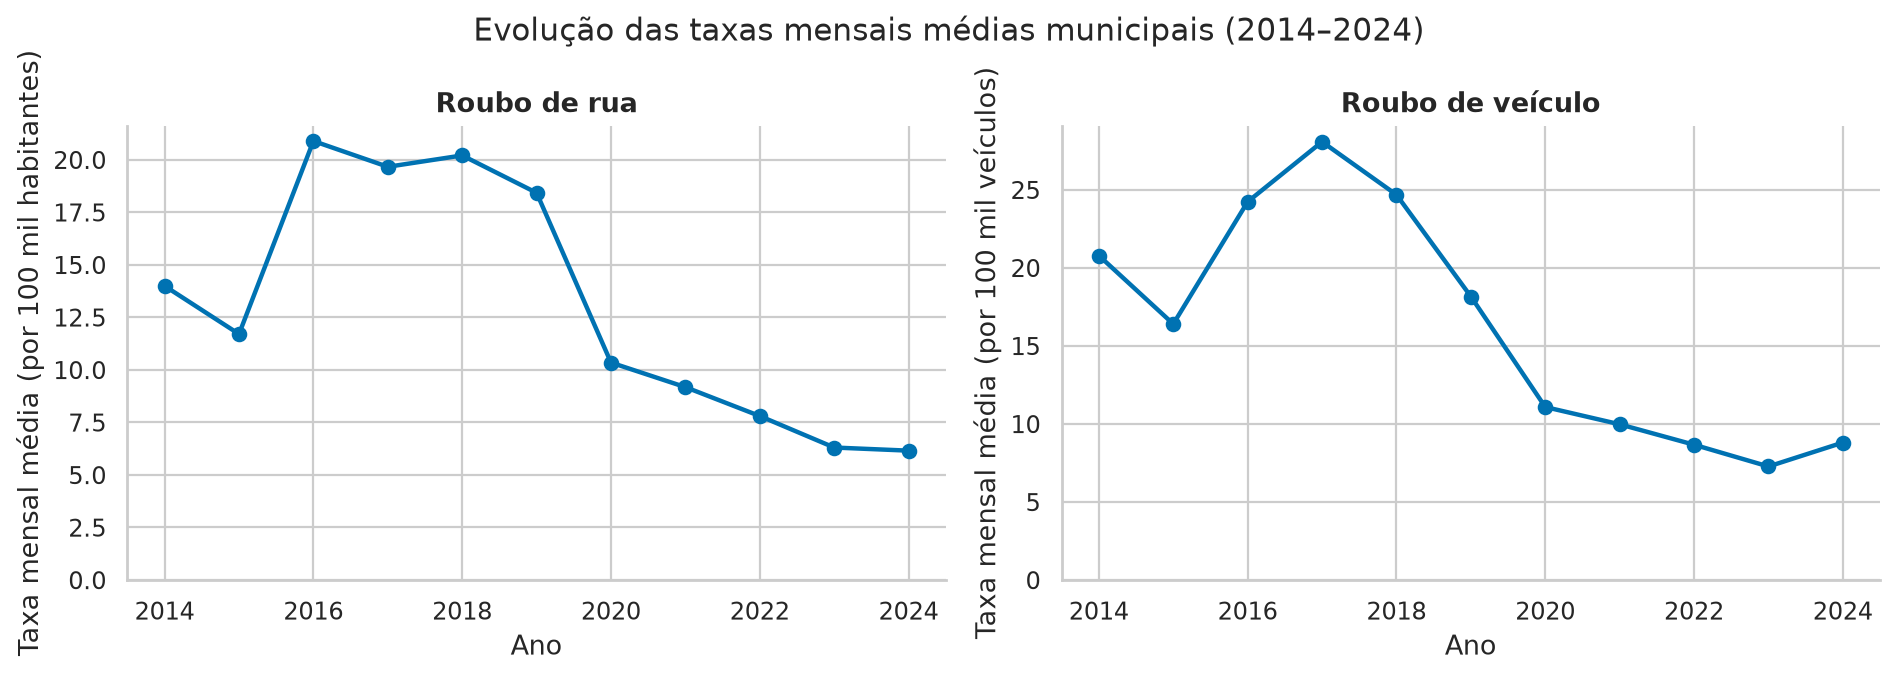 Evolução das taxas mensais médias municipais (2014–2024)
Roubo de rua
Taxa mensal média (por 100 mil habitantes)
20.0
17.5
15.0
12.5
10.0
7.5
5.0
2.5
0.0
2014 2016 2018 2020 2022 2024
Ano
Roubo de veículo
Taxa mensal média (por 100 mil veículos)
25
20
15
10
5
0
2014 2016 2018 2020 2022 2024
Ano